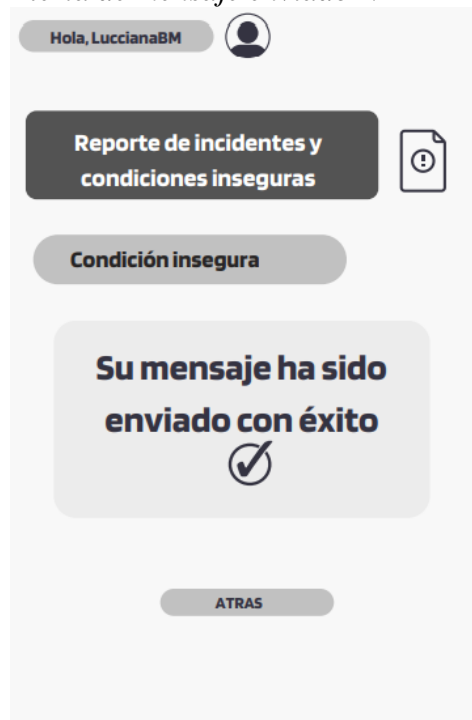 Hola, LuccianaBM
Reporte de incidentes y
condiciones inseguras
Condición insegura
Su mensaje ha sido
enviado con éxito
ATRAS